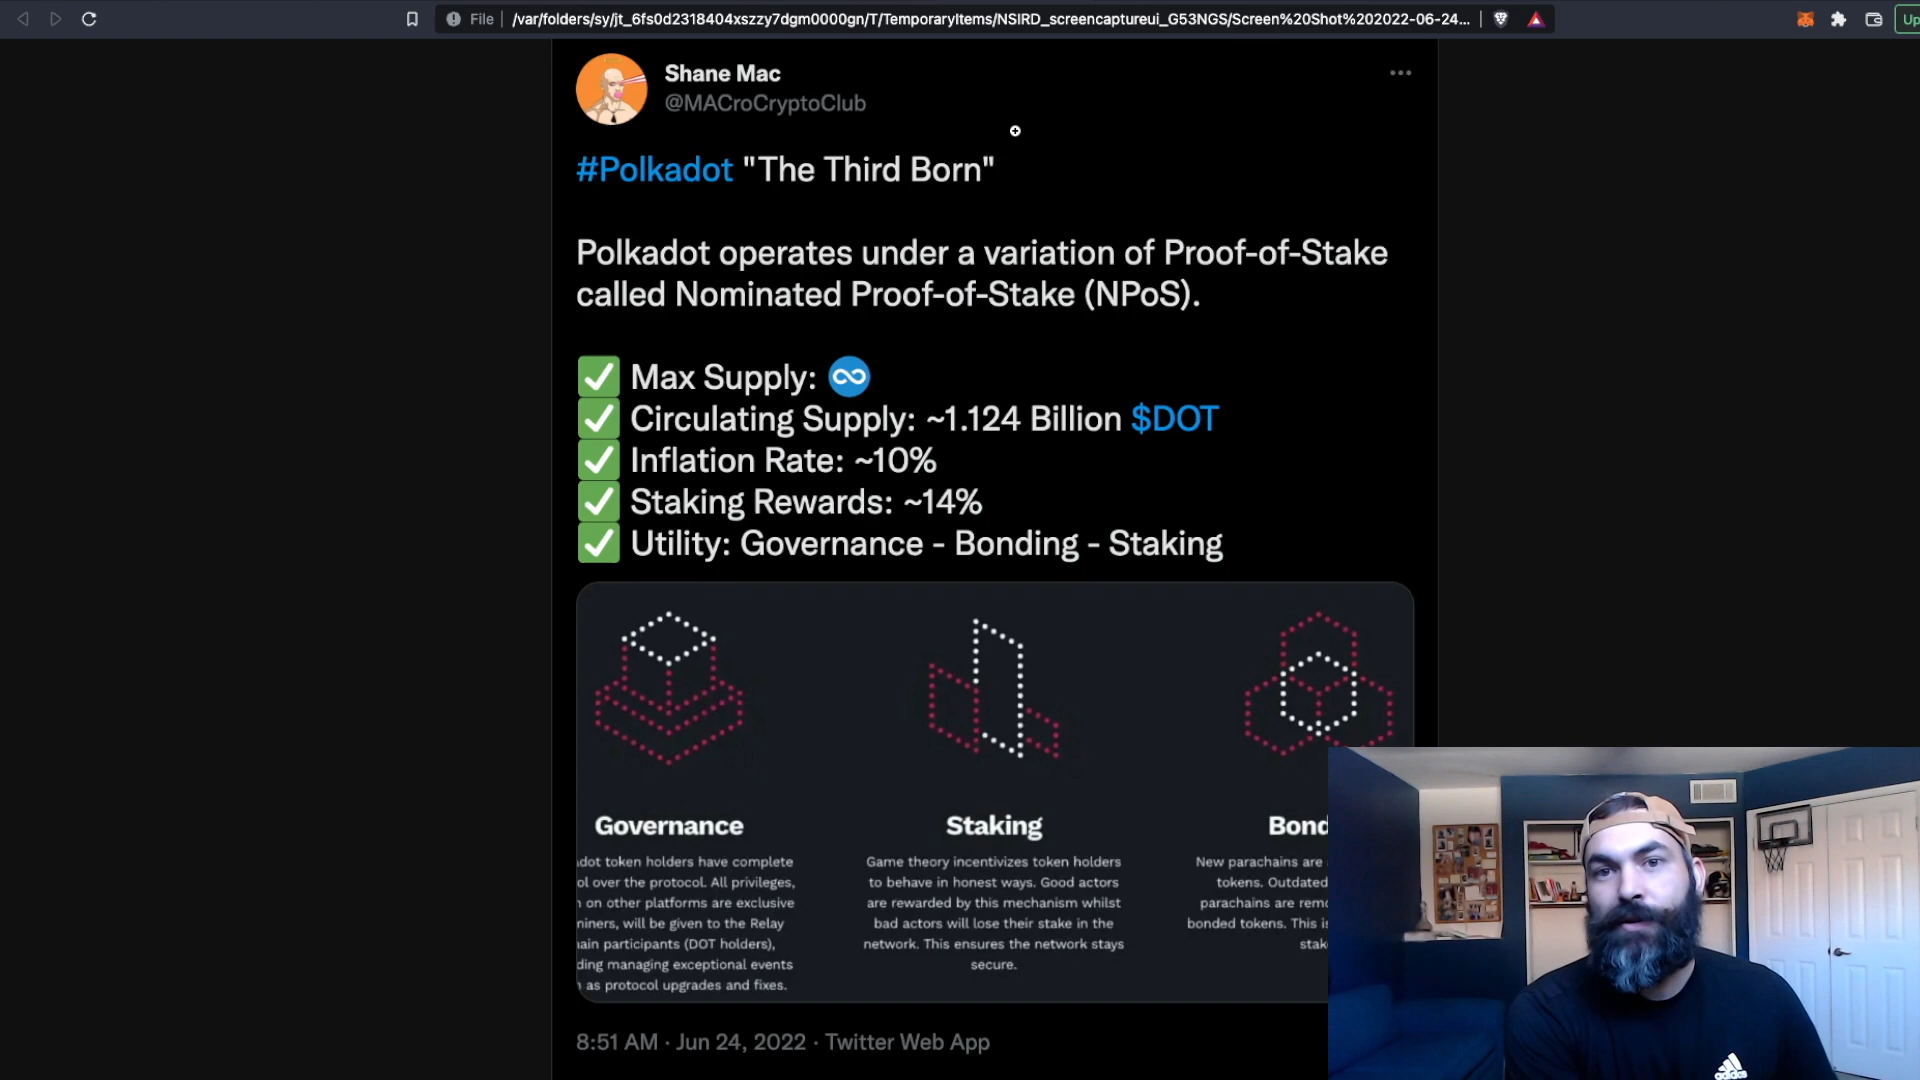 File
/var/folders/sy/jt_6fs0d2318404xszzy7dgm0000gn/T/TemporaryItems/NSIRD_screencaptureui_G53NGS/Screen%20Shot%202022-06-24...
Up
Shane Mac
@MACroCryptoClub
#Polkadot "The Third Born"
Polkadot operates under a variation of Proof-of-Stake
called Nominated Proof-of-Stake (NPoS).
Max Supply: ♾
Circulating Supply: ~1.124 Billion $DOT
Inflation Rate: ~10%
Staking Rewards: ~14%
Utility: Governance - Bonding - Staking
Governance
dot token holders have complete
ol over the protocol. All privileges,
on other platforms are exclusive
niners, will be given to the Relay
ain participants (DOT holders),
ding managing exceptional events
as protocol upgrades and fixes.
Staking
Game theory incentivizes token holders
to behave in honest ways. Good actors
are rewarded by this mechanism whilst
bad actors will lose their stake in the
network. This ensures the network stays
secure.
Bond
New parachains are
tokens. Outdated
parachains are remo
bonded tokens. This is
stak
8:51 AM · Jun 24, 2022 · Twitter Web App
adidas